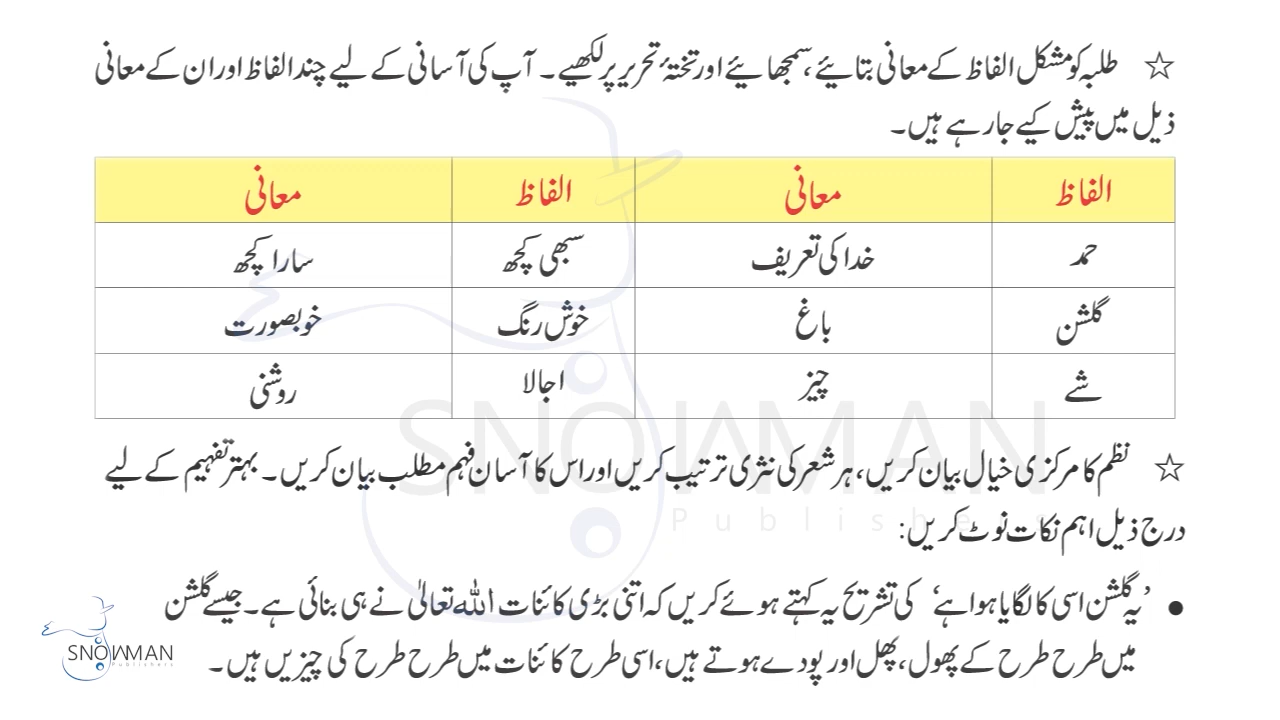 ☆ طلبہ کو مشکل الفاظ کے معانی بتائیے، سمجھائیے اور تختۂ تحریر پر لکھیے۔ آپ کی آسانی کے لیے چند الفاظ اور ان کے معانی
ذیل میں پیش کیے جارہے ہیں۔
الفاظ معانی الفاظ معانی
حمد خدا کی تعریف سبھی کچھ سارا کچھ
گلشن باغ خوش رنگ خوبصورت
شے چیز اجالا روشنی
☆ نظم کا مرکزی خیال بیان کریں، ہر شعر کی نثری ترتیب کریں اور اس کا آسان فہم مطلب بیان کریں۔ بہتر تفہیم کے لیے
درج ذیل اہم نکات نوٹ کریں:
● ’یہ گلشن اسی کا لگایا ہوا ہے‘ کی تشریح یہ کہتے ہوئے کریں کہ اتنی بڑی کائنات اللہ تعالیٰ نے ہی بنائی ہے۔ جیسے گلشن
میں طرح طرح کے پھول، پھل اور پودے ہوتے ہیں، اسی طرح کائنات میں طرح طرح کی چیزیں ہیں۔
SNOWMAN
Publishers
SNOWMAN
Publishers